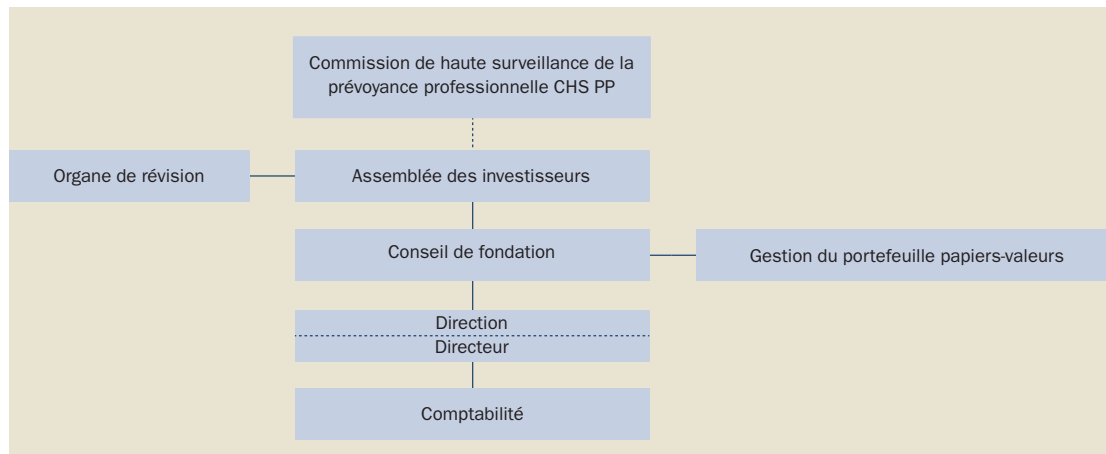 Commission de haute surveillance de la
prévoyance professionnelle CHS PP
Organe de révision
Assemblée des investisseurs
Conseil de fondation
Gestion du portefeuille papiers-valeurs
Direction
Directeur
Comptabilité